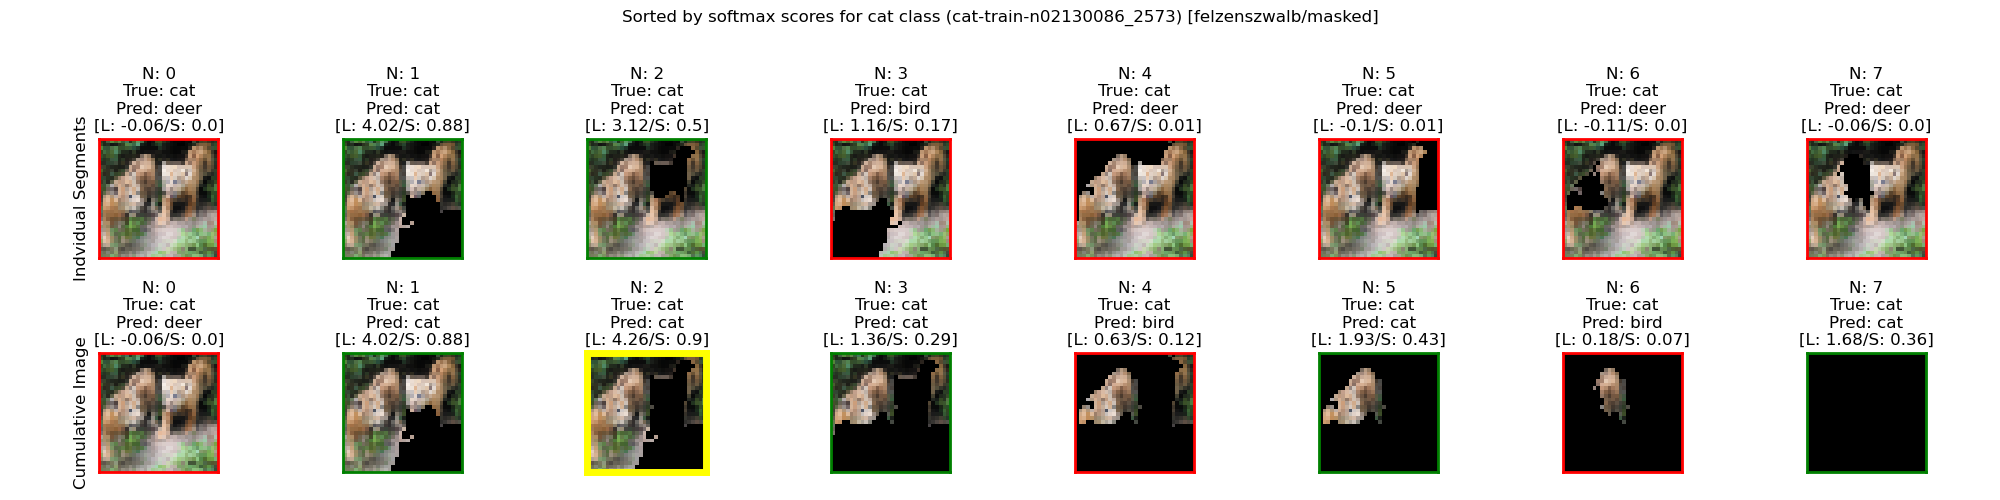 Sorted by softmax scores for cat class (cat-train-n02130086_2573) [felzenszwalb/masked]
Indvidual Segments
N: 0
True: cat
Pred: deer
[L: -0.06/S: 0.0]
N: 1
True: cat
Pred: cat
[L: 4.02/S: 0.88]
N: 2
True: cat
Pred: cat
[L: 3.12/S: 0.5]
N: 3
True: cat
Pred: bird
[L: 1.16/S: 0.17]
N: 4
True: cat
Pred: deer
[L: 0.67/S: 0.01]
N: 5
True: cat
Pred: deer
[L: -0.1/S: 0.01]
N: 6
True: cat
Pred: deer
[L: -0.11/S: 0.0]
N: 7
True: cat
Pred: deer
[L: -0.06/S: 0.0]
Cumulative Image
N: 0
True: cat
Pred: deer
[L: -0.06/S: 0.0]
N: 1
True: cat
Pred: cat
[L: 4.02/S: 0.88]
N: 2
True: cat
Pred: cat
[L: 4.26/S: 0.9]
N: 3
True: cat
Pred: cat
[L: 1.36/S: 0.29]
N: 4
True: cat
Pred: bird
[L: 0.63/S: 0.12]
N: 5
True: cat
Pred: cat
[L: 1.93/S: 0.43]
N: 6
True: cat
Pred: bird
[L: 0.18/S: 0.07]
N: 7
True: cat
Pred: cat
[L: 1.68/S: 0.36]